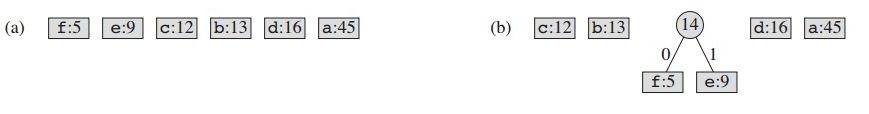 (a) f:5 e:9 c:12 b:13 d:16 a:45
(b) c:12 b:13 14 d:16 a:45
0 1
f:5 e:9